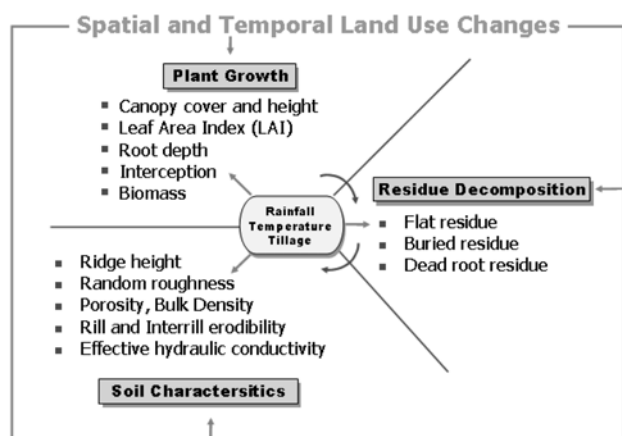 Spatial and Temporal Land Use Changes
Plant Growth
Canopy cover and height
Leaf Area Index (LAI)
Root depth
Interception
Biomass
Rainfall
Temperature
Tillage
Residue Decomposition
Flat residue
Buried residue
Dead root residue
Ridge height
Random roughness
Porosity, Bulk Density
Rill and Interrill erodibility
Effective hydraulic conductivity
Soil Charactersitics